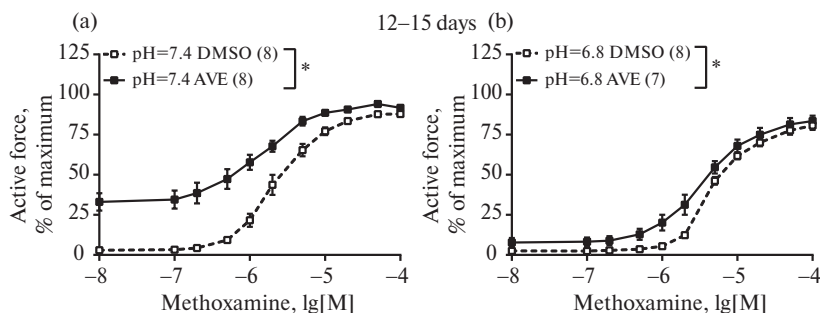 12–15 days
(a)
pH=7.4 DMSO (8)
pH=7.4 AVE (8)
*
Active force,
% of maximum
125
100
75
50
25
0
–8
–7
–6
–5
–4
Methoxamine, lg[M]
(b)
pH=6.8 DMSO (8)
pH=6.8 AVE (7)
*
Active force,
% of maximum
125
100
75
50
25
0
–8
–7
–6
–5
–4
Methoxamine, lg[M]